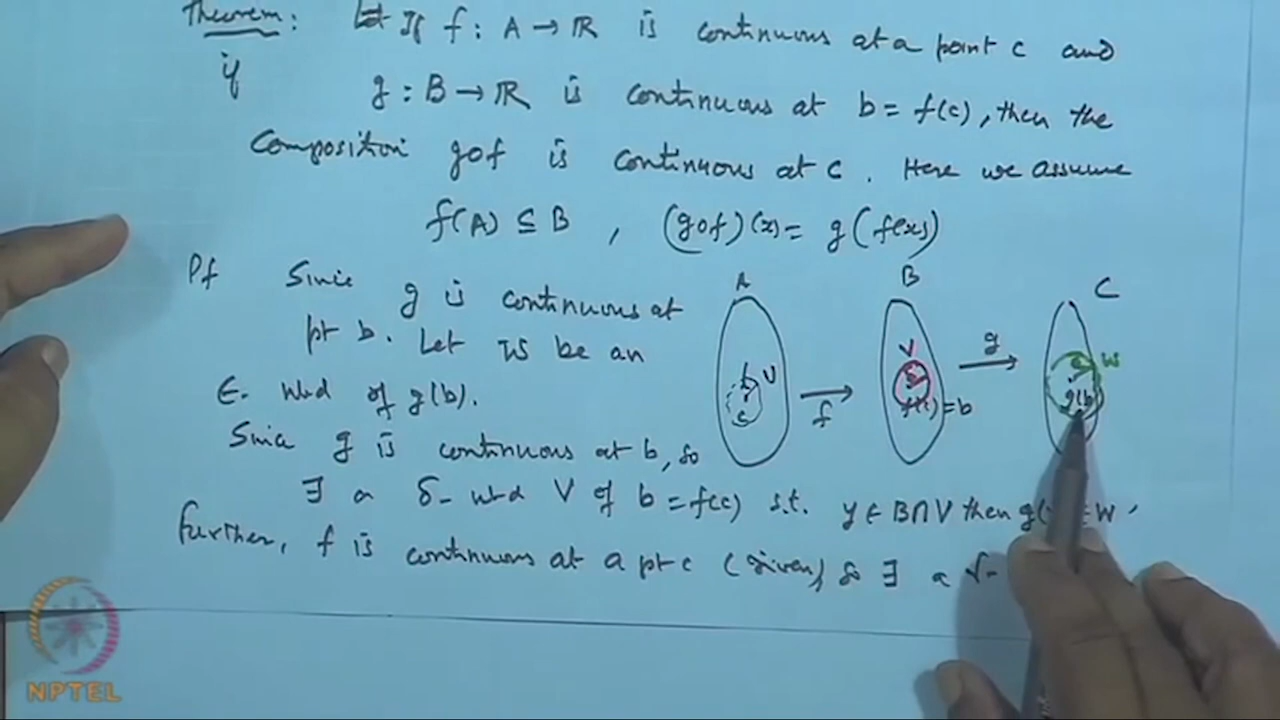 Theorem: If f : A → ℝ is continuous at a point c and
if g : B → ℝ is continuous at b = f(c), then the
Composition gof is continuous at c. Here we assume
f(A) ⊆ B , (gof)(x) = g(f(x))
Pf Since g is continuous at
pt b. Let W be an
ε- nbd of g(b).
Since g is continuous at b, so
∃ a δ- nbd V of b = f(c) s.t. y ∈ B∩V then g( ∈ W.
further, f is continuous at a pt c (given) so ∃ a
A
U
c
f
B
V
f(c) = b
g
C
W
g(b)
NPTEL